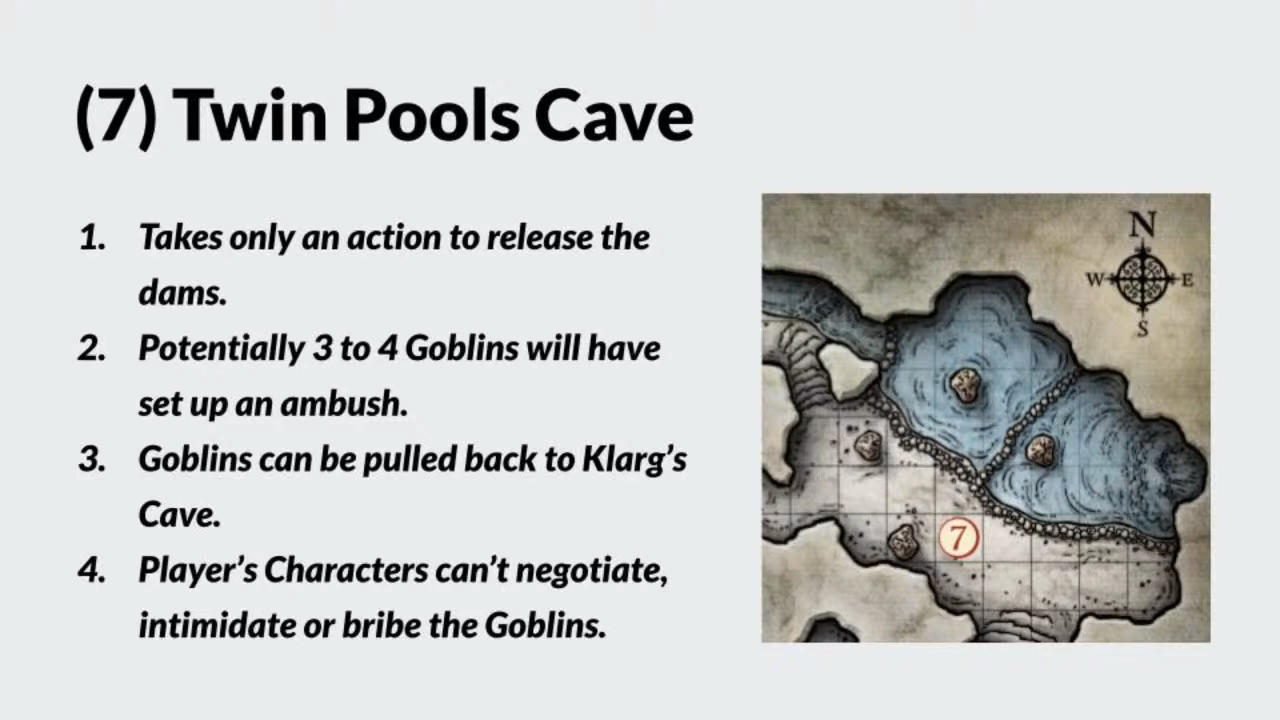 (7) Twin Pools Cave
1. Takes only an action to release the
dams.
2. Potentially 3 to 4 Goblins will have
set up an ambush.
3. Goblins can be pulled back to Klarg’s
Cave.
4. Player’s Characters can’t negotiate,
intimidate or bribe the Goblins.
N
W E
S
7